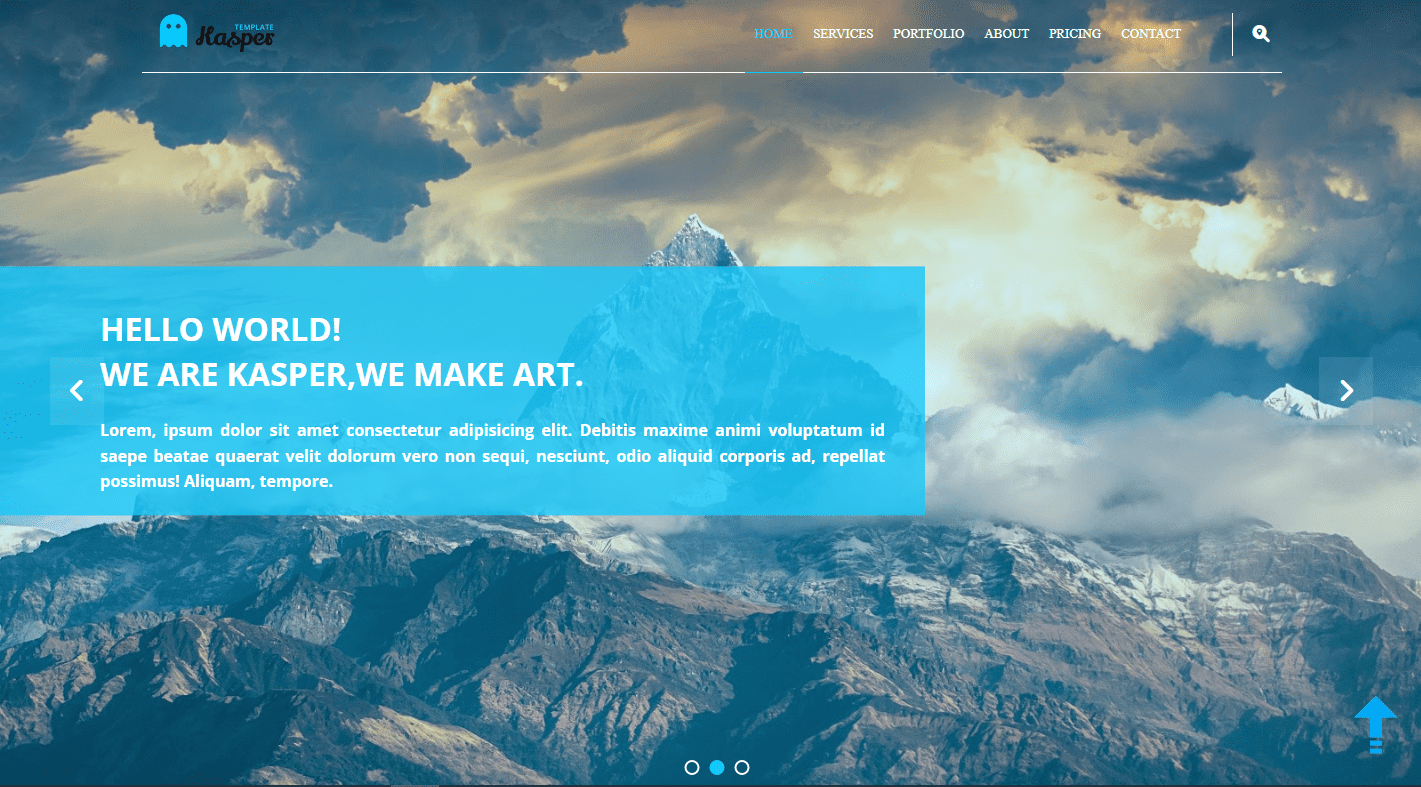 TEMPLATE
Kasper
HOME SERVICES PORTFOLIO ABOUT PRICING CONTACT
HELLO WORLD!
WE ARE KASPER,WE MAKE ART.
Lorem, ipsum dolor sit amet consectetur adipisicing elit. Debitis maxime animi voluptatum id
saepe beatae quaerat velit dolorum vero non sequi, nesciunt, odio aliquid corporis ad, repellat
possimus! Aliquam, tempore.